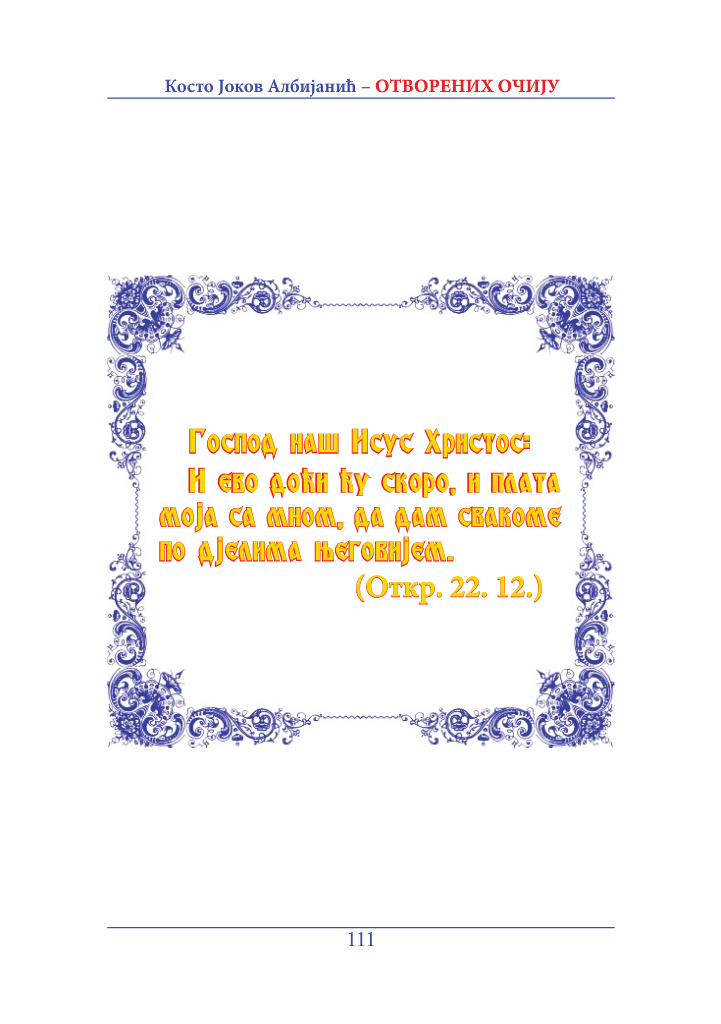 Косто Јоков Албијанић – ОТВОРЕНИХ ОЧИЈУ
Господ наш Исус Христос:
И ево доћи ћу скоро, и плата
моја са мном, да дам свакоме
по дјелима његовијем.
(Откр. 22. 12.)
111